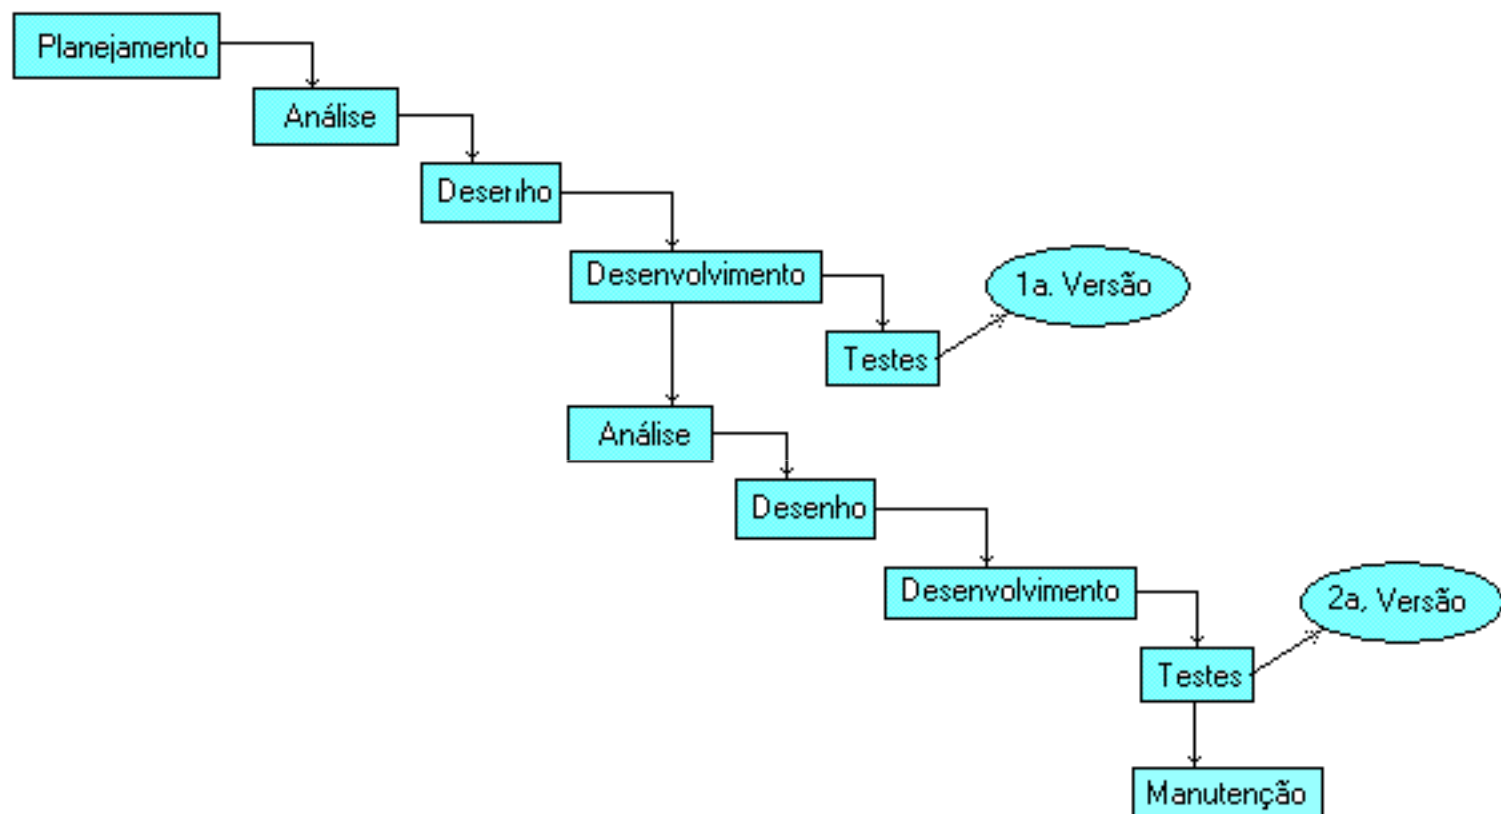 Planejamento
Análise
Desenho
Desenvolvimento
1a. Versão
Testes
Análise
Desenho
Desenvolvimento
2a, Versão
Testes
Manutenção